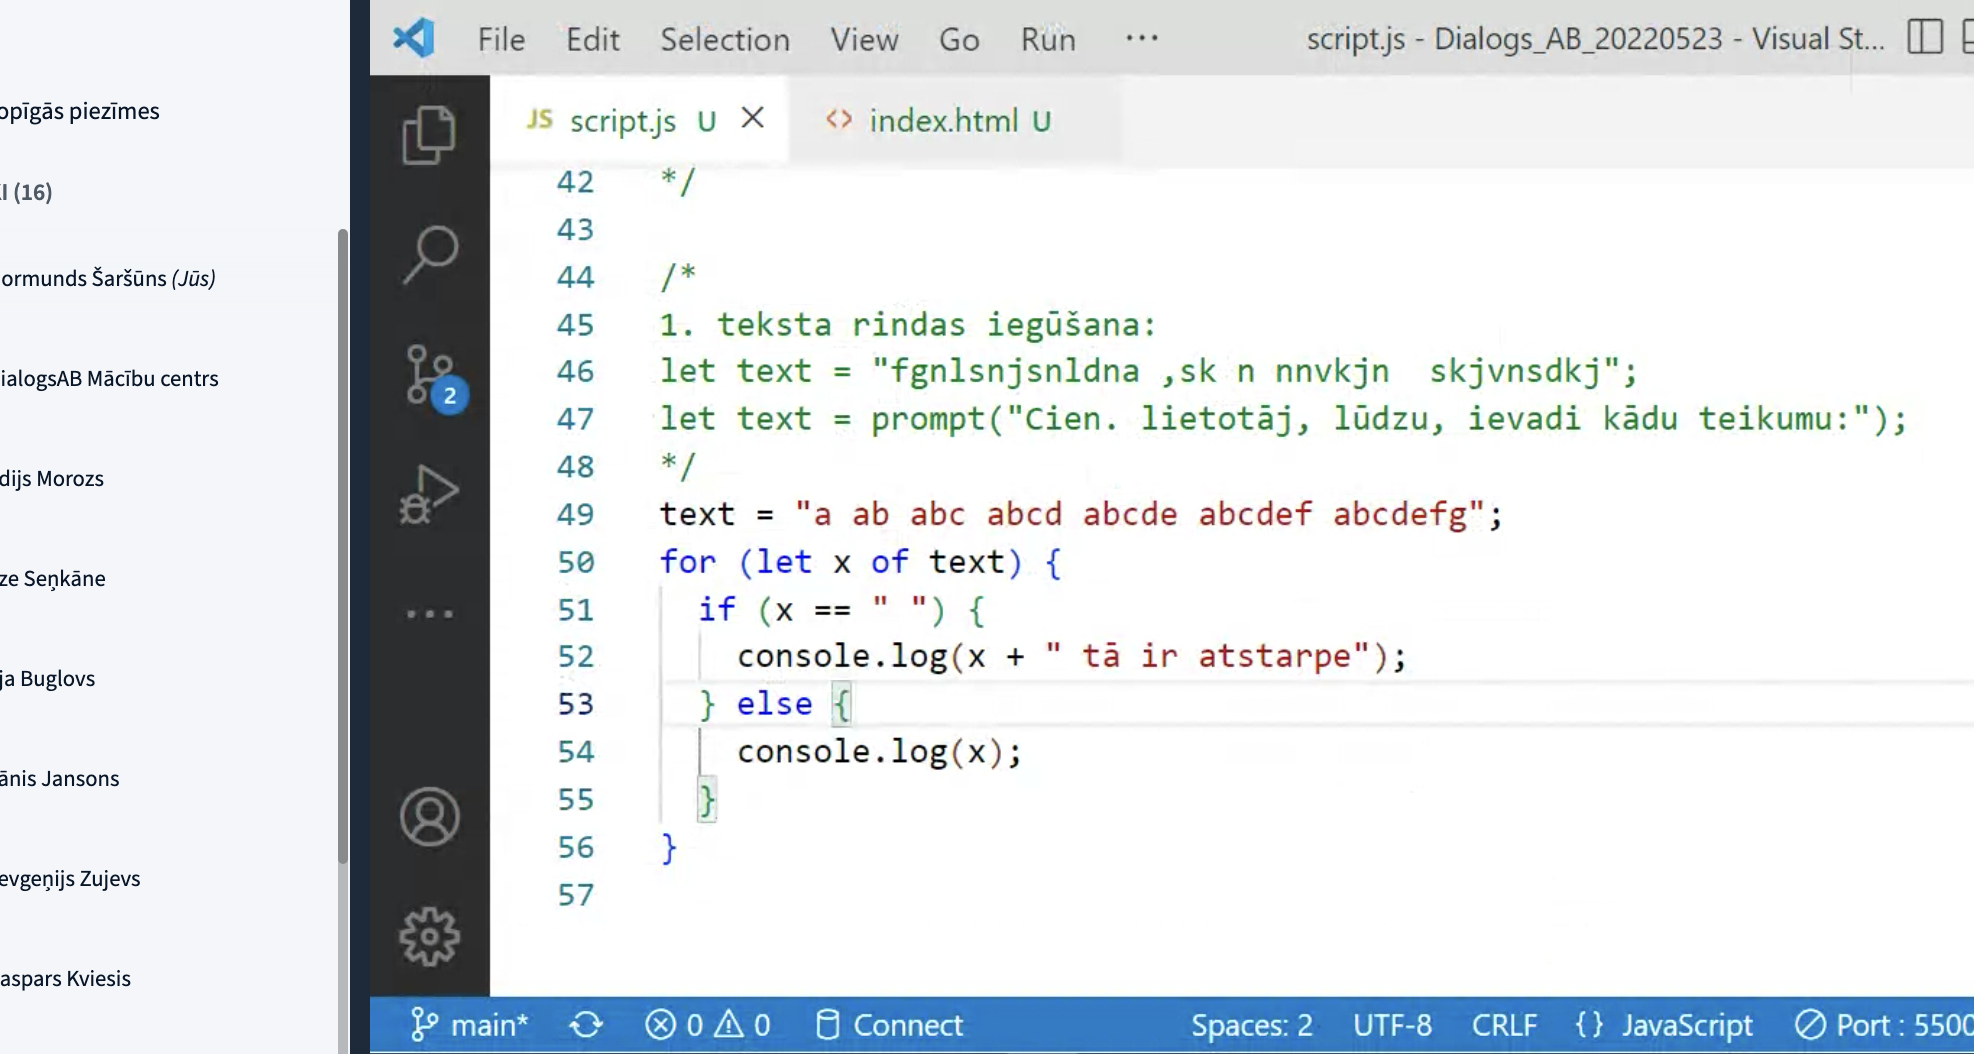 opīgās piezīmes
KI (16)
ormunds Šaršūns (Jūs)
ialogsAB Mācību centrs
dijs Morozs
ze Seņkāne
ja Buglovs
ānis Jansons
evgeņijs Zujevs
aspars Kviesis
File Edit Selection View Go Run ··· script.js - Dialogs_AB_20220523 - Visual St...
JS script.js U × <> index.html U
2
42 */
43
44 /*
45 1. teksta rindas iegūšana:
46 let text = "fgnlsnjsnldna ,sk n nnvkjn  skjvnsdkj";
47 let text = prompt("Cien. lietotāj, lūdzu, ievadi kādu teikumu:");
48 */
49 text = "a ab abc abcd abcde abcdef abcdefg";
50 for (let x of text) {
51   if (x == " ") {
52     console.log(x + " tā ir atstarpe");
53   } else {
54     console.log(x);
55   }
56 }
57
main* 0 0 Connect Spaces: 2 UTF-8 CRLF {} JavaScript Port : 5500